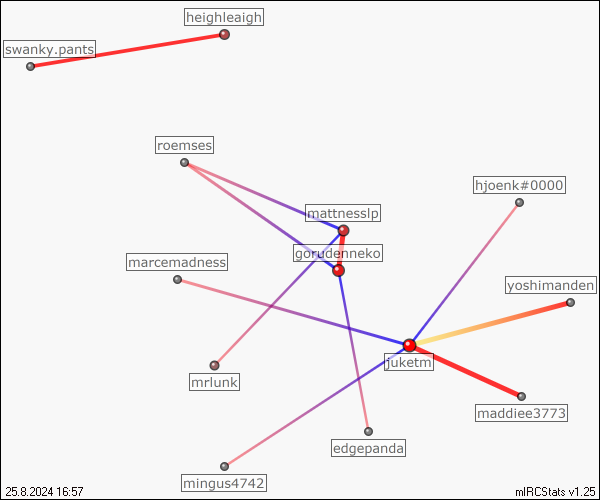 heighleaigh
swanky.pants
roemses
hjoenk#0000
mattnesslp
gorudenneko
marcemadness
yoshimanden
juketm
mrlunk
maddiee3773
edgepanda
mingus4742
25.8.2024 16:57
mIRCStats v1.25